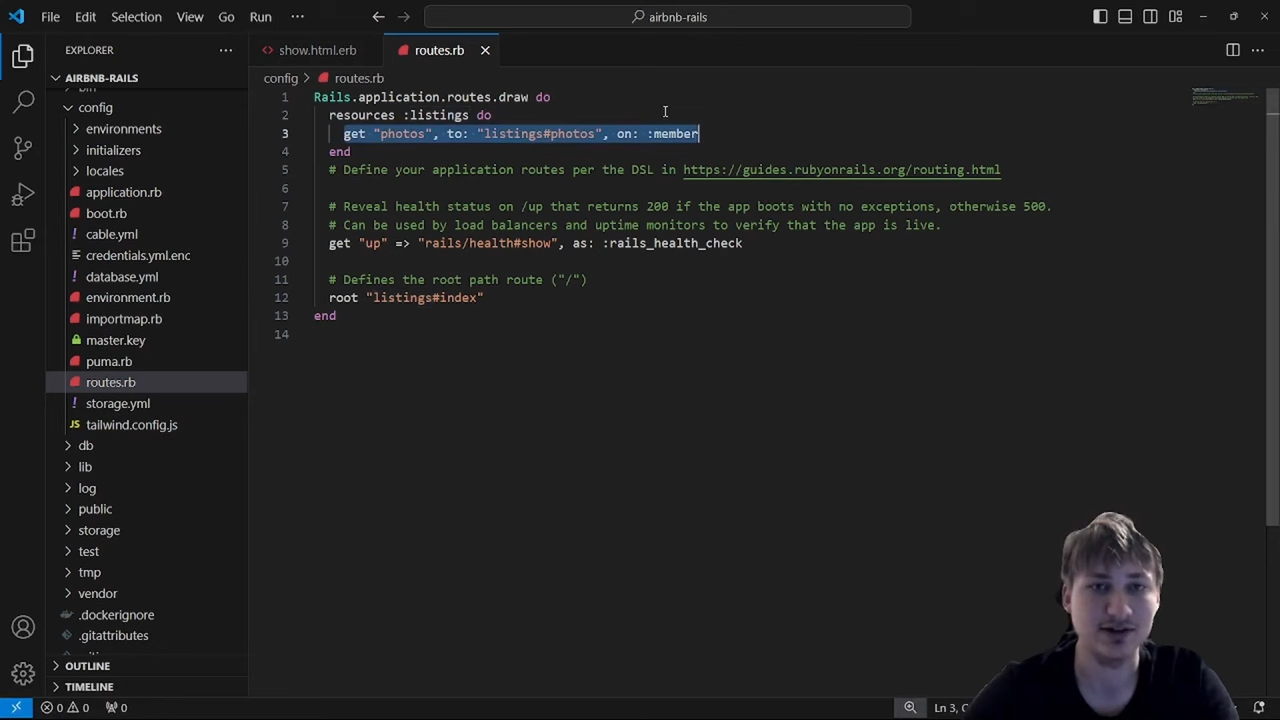 File Edit Selection View Go Run ···
airbnb-rails
EXPLORER ···
show.html.erb
routes.rb
AIRBNB-RAILS
config > routes.rb
config
environments
initializers
locales
application.rb
boot.rb
cable.yml
credentials.yml.enc
database.yml
environment.rb
importmap.rb
master.key
puma.rb
routes.rb
storage.yml
tailwind.config.js
db
lib
log
public
storage
test
tmp
vendor
.dockerignore
.gitattributes
OUTLINE
TIMELINE
1 Rails.application.routes.draw do
2 resources :listings do
3 get "photos", to: "listings#photos", on: :member
4 end
5 # Define your application routes per the DSL in https://guides.rubyonrails.org/routing.html
6
7 # Reveal health status on /up that returns 200 if the app boots with no exceptions, otherwise 500.
8 # Can be used by load balancers and uptime monitors to verify that the app is live.
9 get "up" => "rails/health#show", as: :rails_health_check
10
11 # Defines the root path route ("/")
12 root "listings#index"
13 end
14
0 0 0
Ln 3,